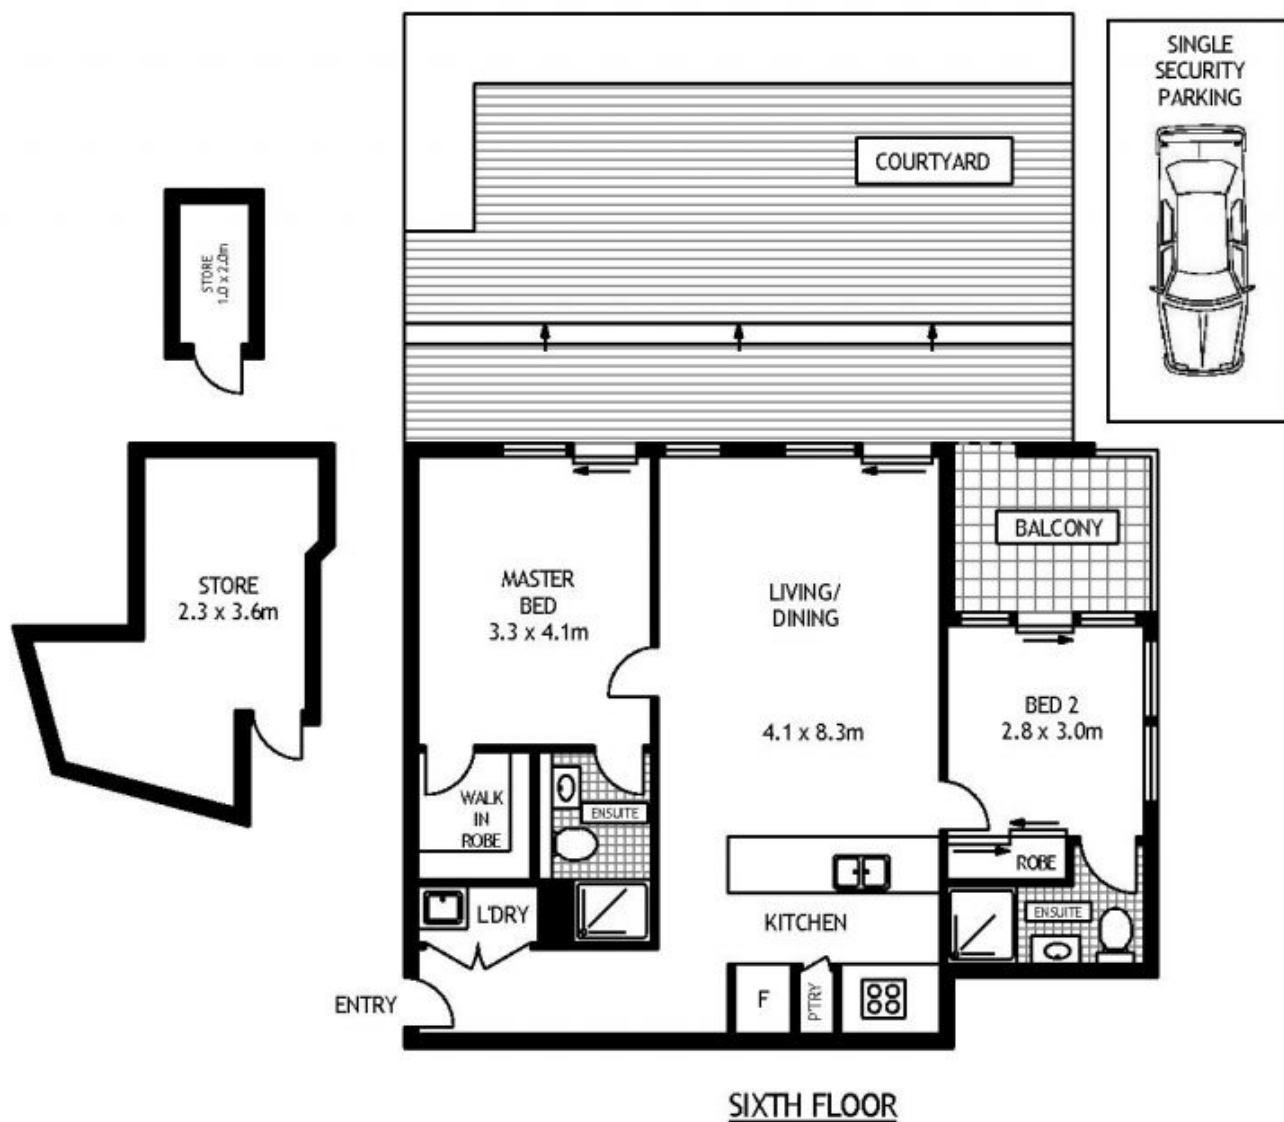 SINGLE
SECURITY
PARKING
COURTYARD
STORE
1.0 x 2.0m
BALCONY
STORE
2.3 x 3.6m
MASTER
BED
3.3 x 4.1m
LIVING/
DINING
4.1 x 8.3m
BED 2
2.8 x 3.0m
WALK
IN
ROBE
ENSUITE
ROBE
L'DRY
KITCHEN
ENSUITE
ENTRY
F
P'TRY
SIXTH FLOOR